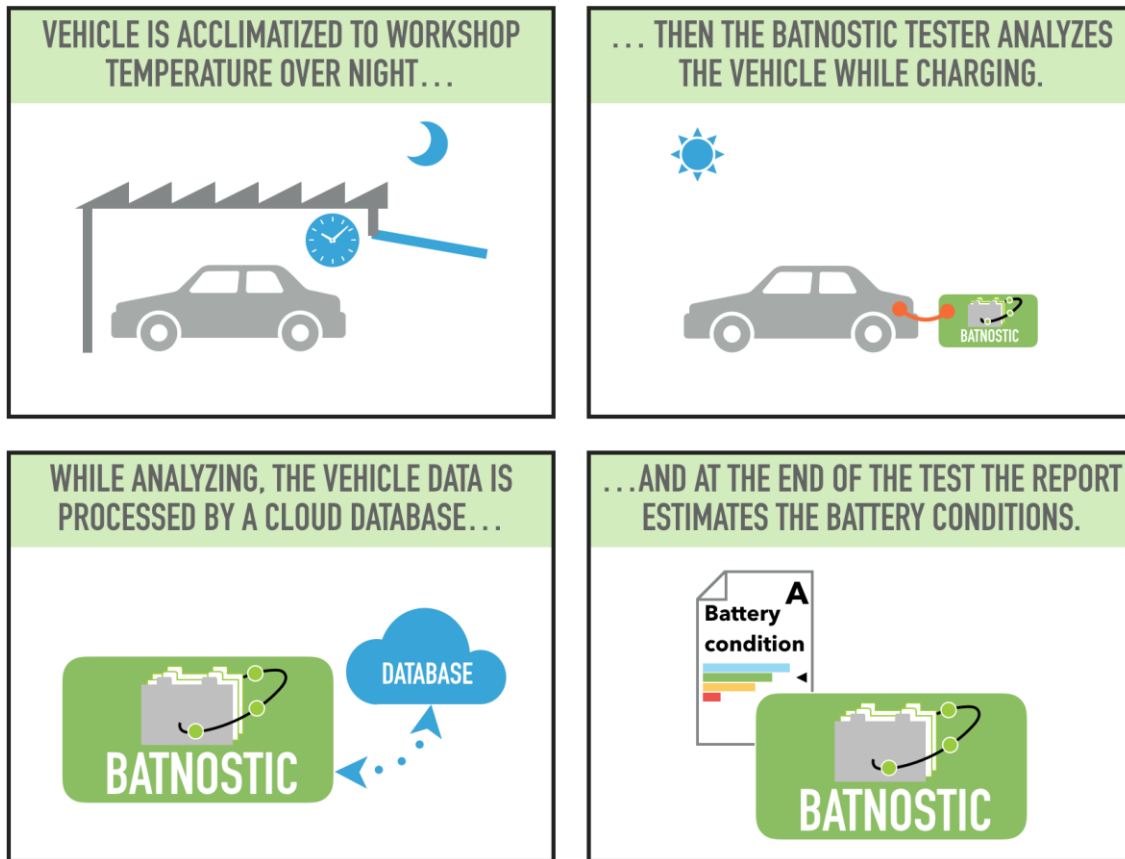 VEHICLE IS ACCLIMATIZED TO WORKSHOP
TEMPERATURE OVER NIGHT...
... THEN THE BATNOSTIC TESTER ANALYZES
THE VEHICLE WHILE CHARGING.
BATNOSTIC
WHILE ANALYZING, THE VEHICLE DATA IS
PROCESSED BY A CLOUD DATABASE...
DATABASE
BATNOSTIC
...AND AT THE END OF THE TEST THE REPORT
ESTIMATES THE BATTERY CONDITIONS.
A
Battery
condition
BATNOSTIC